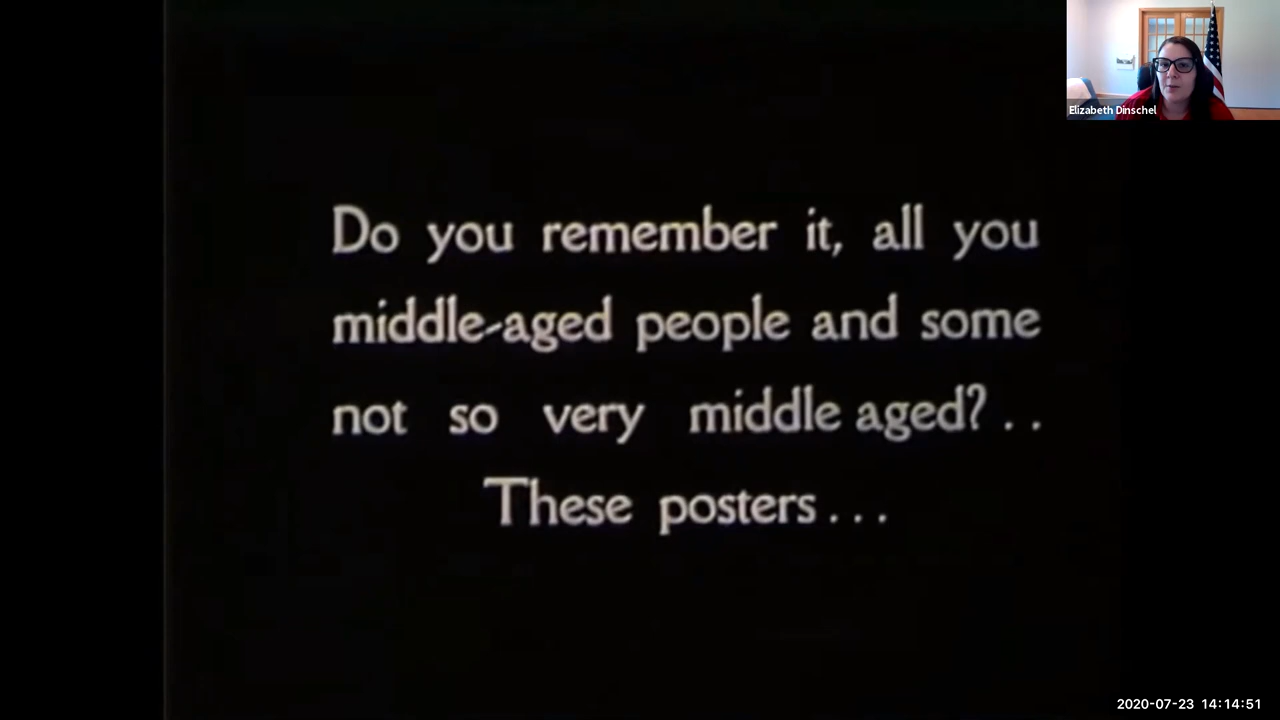 Elizabeth Dinschel
Do you remember it, all you
middle-aged people and some
not so very middle aged? . .
These posters . . .
2020-07-23 14:14:51